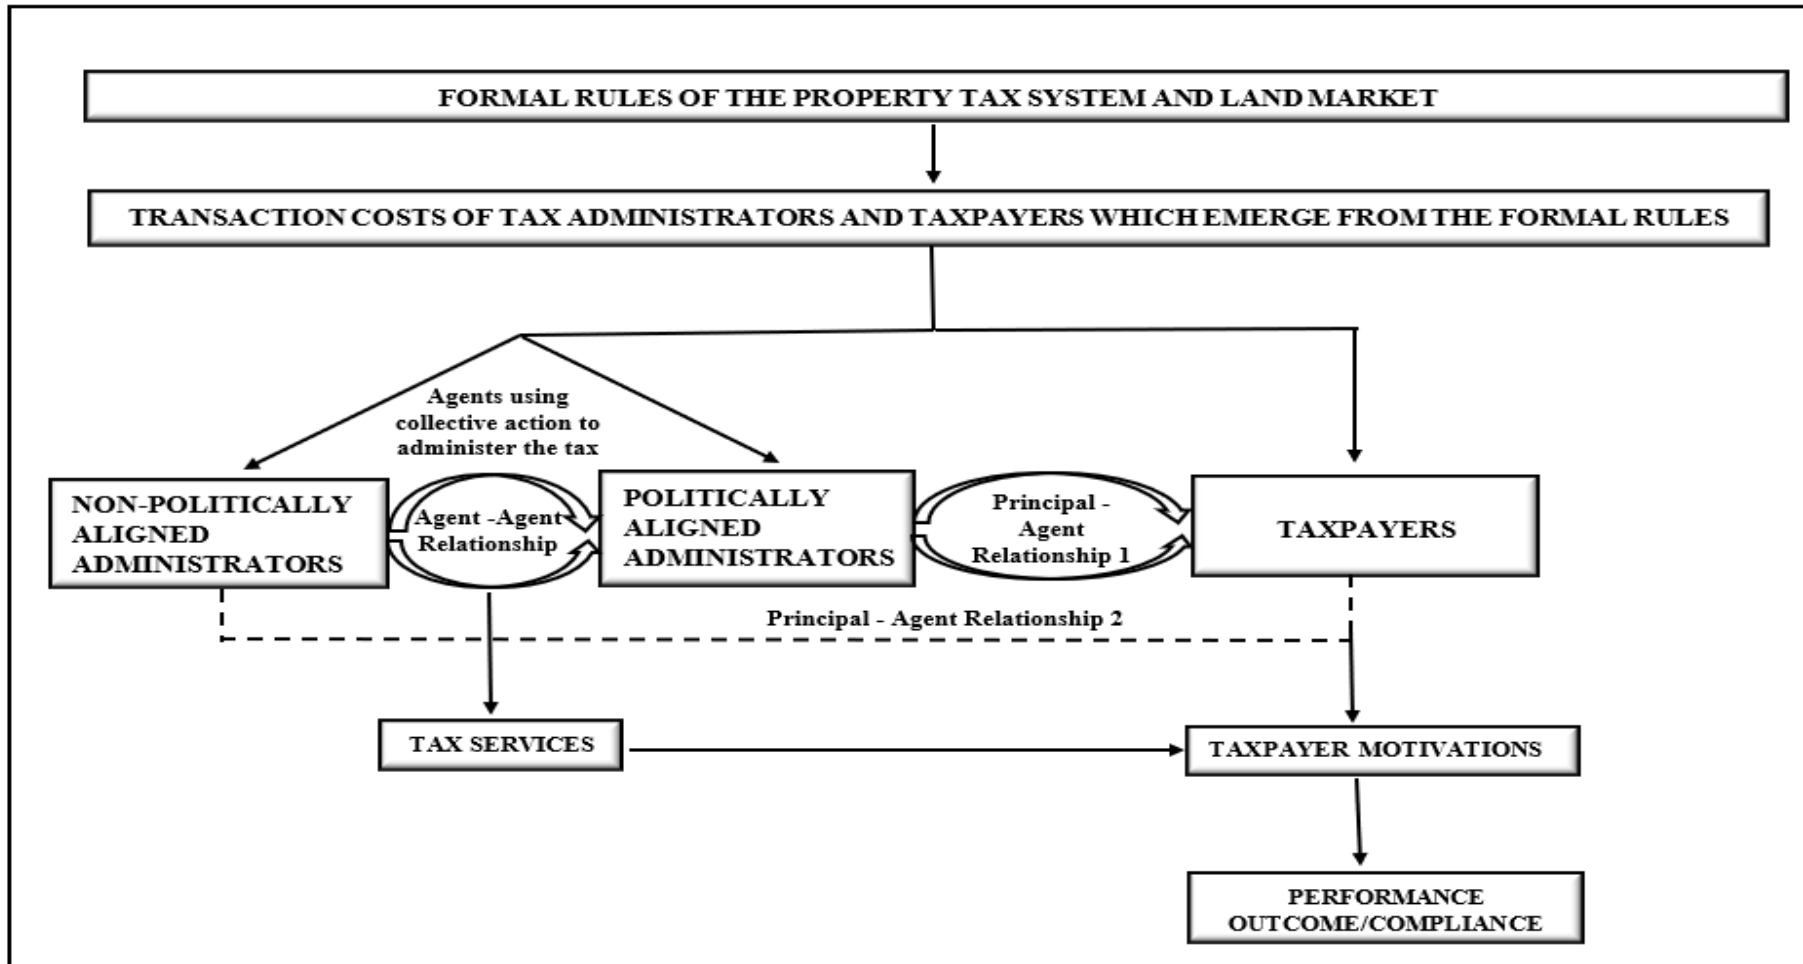 FORMAL RULES OF THE PROPERTY TAX SYSTEM AND LAND MARKET
TRANSACTION COSTS OF TAX ADMINISTRATORS AND TAXPAYERS WHICH EMERGE FROM THE FORMAL RULES
Agents using
collective action to
administer the tax
NON-POLITICALLY
ALIGNED
ADMINISTRATORS
Agent -Agent
Relationship
POLITICALLY
ALIGNED
ADMINISTRATORS
Principal -
Agent
Relationship 1
TAXPAYERS
Principal - Agent Relationship 2
TAX SERVICES
TAXPAYER MOTIVATIONS
PERFORMANCE
OUTCOME/COMPLIANCE